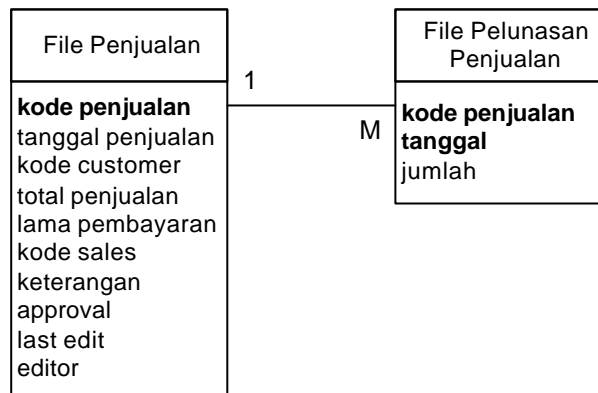 File Penjualan
kode penjualan
tanggal penjualan
kode customer
total penjualan
lama pembayaran
kode sales
keterangan
approval
last edit
editor
1
M
File Pelunasan
Penjualan
kode penjualan
tanggal
jumlah